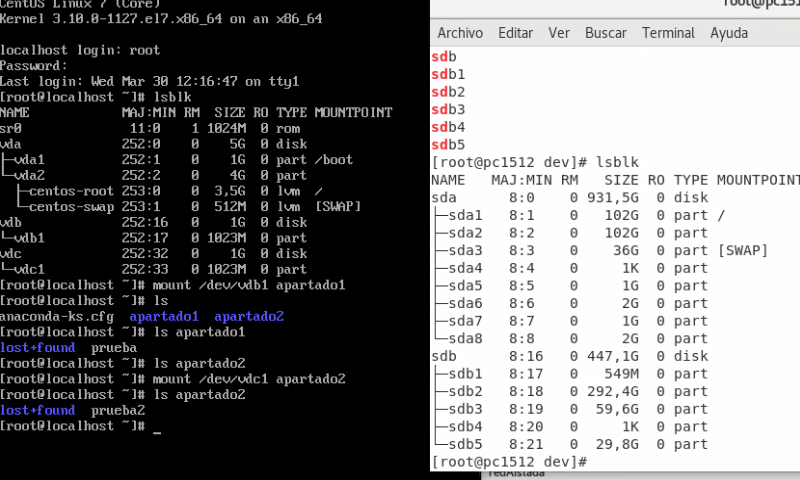 CentOS Linux 7 (Core)
Kernel 3.10.0-1127.el7.x86_64 on an x86_64
localhost login: root
Password:
Last login: Wed Mar 30 12:16:47 on tty1
[root@localhost ~]# lsblk
NAME MAJ:MIN RM SIZE RO TYPE MOUNTPOINT
sr0 11:0 1 1024M 0 rom
vda 252:0 0 5G 0 disk
├─vda1 252:1 0 1G 0 part /boot
└─vda2 252:2 0 4G 0 part
├─centos-root 253:0 0 3,5G 0 lvm /
└─centos-swap 253:1 0 512M 0 lvm [SWAP]
vdb 252:16 0 1G 0 disk
└─vdb1 252:17 0 1023M 0 part
vdc 252:32 0 1G 0 disk
└─vdc1 252:33 0 1023M 0 part
[root@localhost ~]# mount /dev/vdb1 apartado1
[root@localhost ~]# ls
anaconda-ks.cfg apartado1 apartado2
[root@localhost ~]# ls apartado1
lost+found prueba
[root@localhost ~]# ls apartado2
[root@localhost ~]# mount /dev/vdc1 apartado2
[root@localhost ~]# ls apartado2
lost+found prueba2
[root@localhost ~]# _
root@pc1512
Archivo Editar Ver Buscar Terminal Ayuda
sdb
sdb1
sdb2
sdb3
sdb4
sdb5
[root@pc1512 dev]# lsblk
NAME MAJ:MIN RM SIZE RO TYPE MOUNTPOINT
sda 8:0 0 931,5G 0 disk
├─sda1 8:1 0 102G 0 part /
├─sda2 8:2 0 102G 0 part
├─sda3 8:3 0 36G 0 part [SWAP]
├─sda4 8:4 0 1K 0 part
├─sda5 8:5 0 1G 0 part
├─sda6 8:6 0 2G 0 part
├─sda7 8:7 0 1G 0 part
└─sda8 8:8 0 2G 0 part
sdb 8:16 0 447,1G 0 disk
├─sdb1 8:17 0 549M 0 part
├─sdb2 8:18 0 292,4G 0 part
├─sdb3 8:19 0 59,6G 0 part
├─sdb4 8:20 0 1K 0 part
└─sdb5 8:21 0 29,8G 0 part
[root@pc1512 dev]#
redAislada